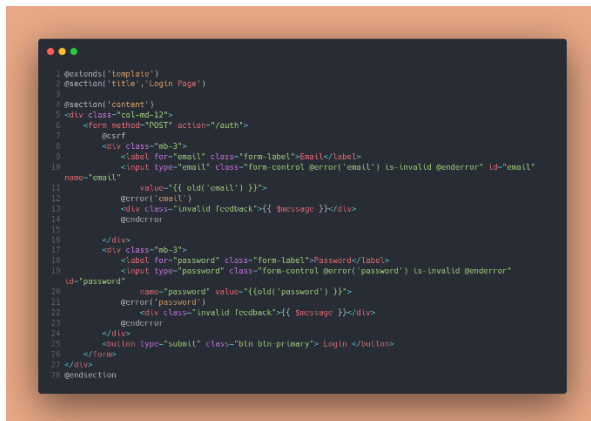 1 @extends('template')
2 @section('title','Login Page')
3
4 @section('content')
5 <div class="col-md-12">
6 <form method="POST" action="/auth">
7 @csrf
8 <div class="mb-3">
9 <label for="email" class="form-label">Email</label>
10 <input type="email" class="form-control @error('email') is-invalid @enderror" id="email"
name="email"
11 value="{{ old('email') }}">
12 @error('email')
13 <div class="invalid feedback">{{ $message }}</div>
14 @enderror
15
16 </div>
17 <div class="mb-3">
18 <label for="password" class="form-label">Password</label>
19 <input type="password" class="form-control @error('password') is-invalid @enderror"
id="password"
20 name="password" value="{{old('password') }}">
21 @error('password')
22 <div class="invalid feedback">{{ $message }}</div>
23 @enderror
24 </div>
25 <button type="submit" class="btn btn-primary"> Login </button>
26 </form>
27 </div>
28 @endsection